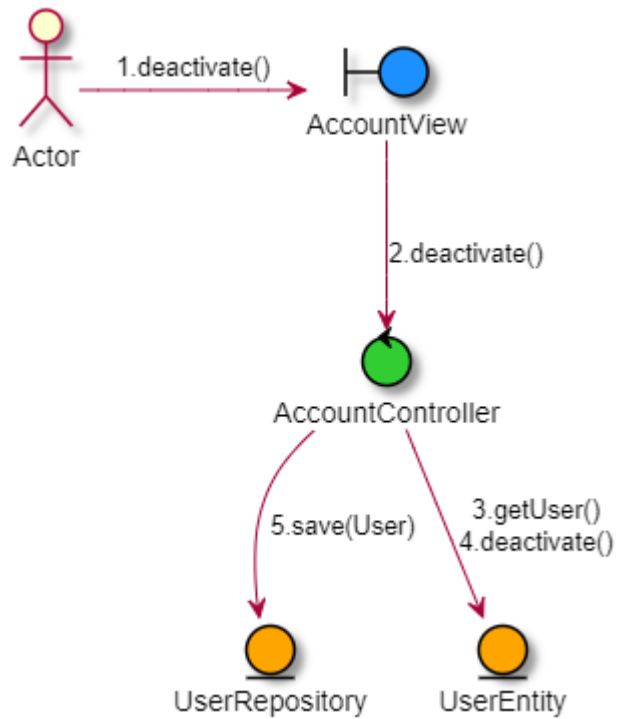 1.deactivate()
Actor
AccountView
2.deactivate()
AccountController
5.save(User)
3.getUser()
4.deactivate()
UserRepository
UserEntity